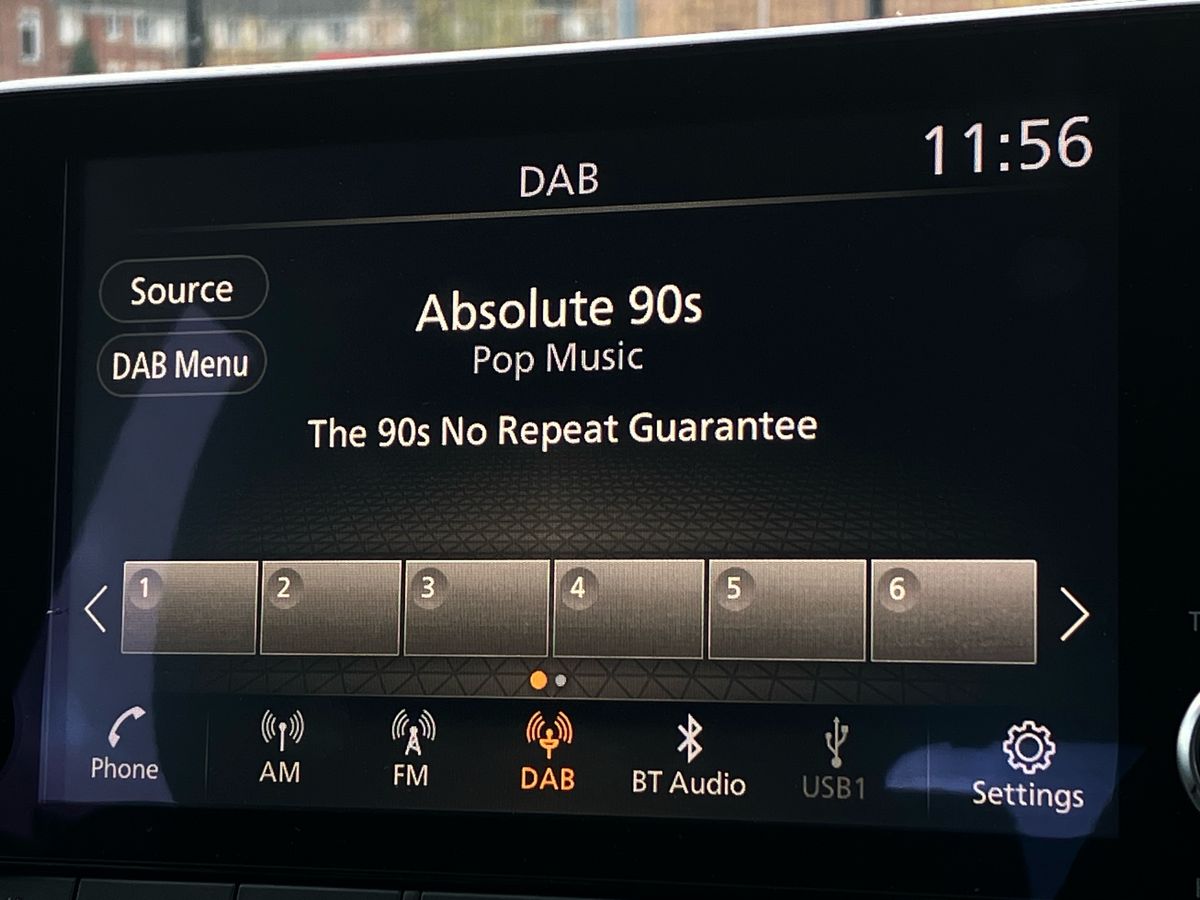 11:56
DAB
Source
Absolute 90s
DAB Menu
Pop Music
The 90s No Repeat Guarantee
1 2 3 4 5 6
Phone AM FM DAB BT Audio USB1 Settings